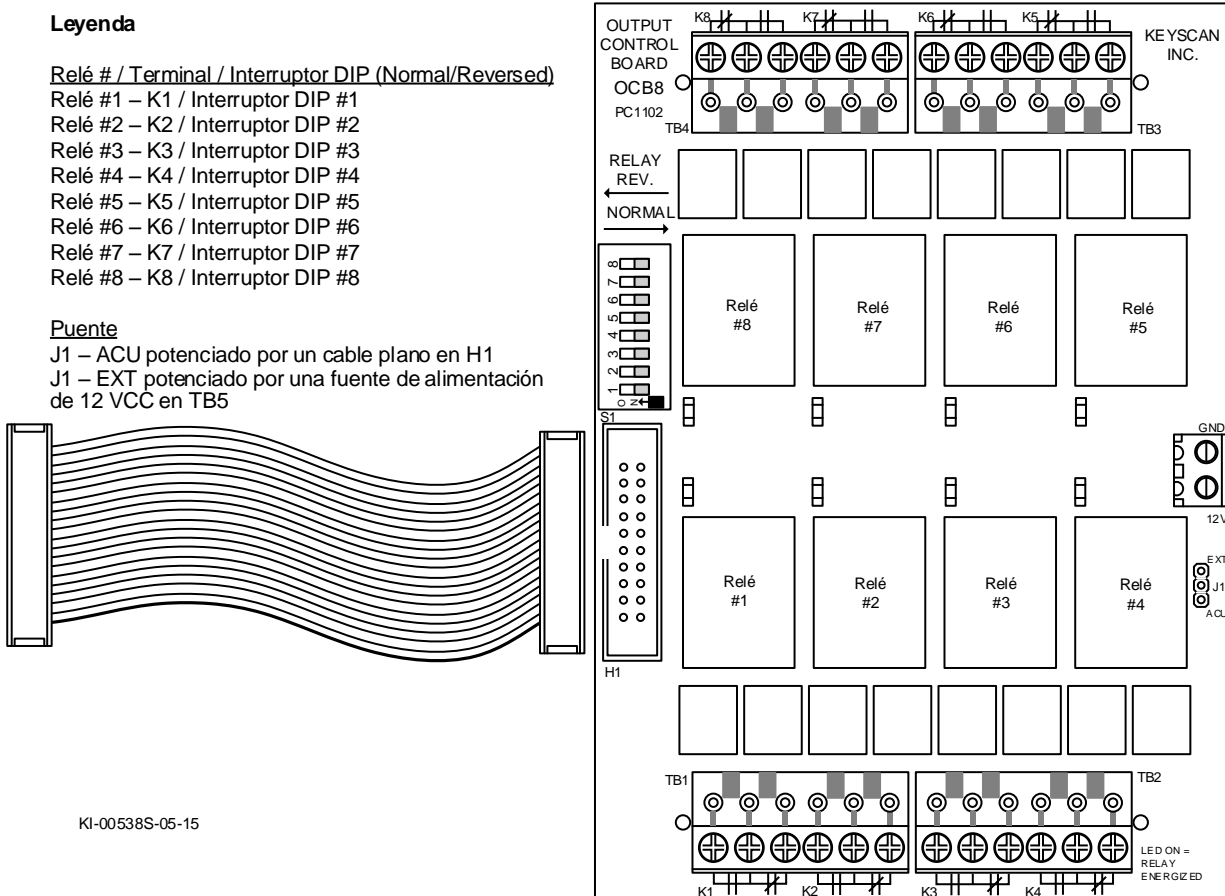 Leyenda
Relé # / Terminal / Interruptor DIP (Normal/Reversed)
Relé #1 – K1 / Interruptor DIP #1
Relé #2 – K2 / Interruptor DIP #2
Relé #3 – K3 / Interruptor DIP #3
Relé #4 – K4 / Interruptor DIP #4
Relé #5 – K5 / Interruptor DIP #5
Relé #6 – K6 / Interruptor DIP #6
Relé #7 – K7 / Interruptor DIP #7
Relé #8 – K8 / Interruptor DIP #8
Puente
J1 – ACU potenciado por un cable plano en H1
J1 – EXT potenciado por una fuente de alimentación
de 12 VCC en TB5
KI-00538S-05-15
OUTPUT
CONTROL
BOARD
OCB8
PC1102
K8
K7
K6
K5
KEYSCAN
INC.
TB4
TB3
RELAY
REV.
NORMAL
8
7
6
5
4
3
2
1
ON
S1
Relé
#8
Relé
#7
Relé
#6
Relé
#5
GND
12V
EXT
J1
ACU
H1
Relé
#1
Relé
#2
Relé
#3
Relé
#4
TB1
TB2
K1
K2
K3
K4
LED ON =
RELAY
ENERGIZED